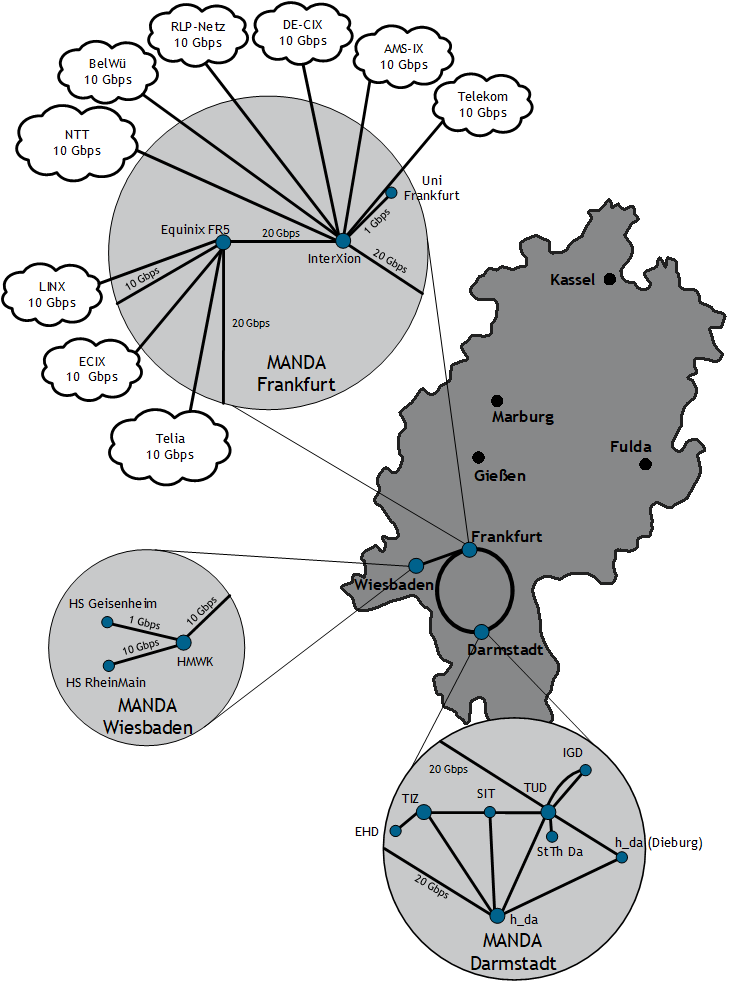 RLP-Netz
10 Gbps
DE-CIX
10 Gbps
AMS-IX
10 Gbps
BelWü
10 Gbps
Telekom
10 Gbps
NTT
10 Gbps
Uni
Frankfurt
1 Gbps
Equinix FR5
20 Gbps
InterXion
20 Gbps
LINX
10 Gbps
10 Gbps
20 Gbps
ECIX
10 Gbps
MANDA
Frankfurt
Telia
10 Gbps
Kassel
Marburg
Fulda
Gießen
Frankfurt
Wiesbaden
Darmstadt
HS Geisenheim
1 Gbps
10 Gbps
10 Gbps
HMWK
HS RheinMain
MANDA
Wiesbaden
20 Gbps
IGD
TUD
SIT
TIZ
EHD
StTh Da
h_da (Dieburg)
20 Gbps
h_da
MANDA
Darmstadt